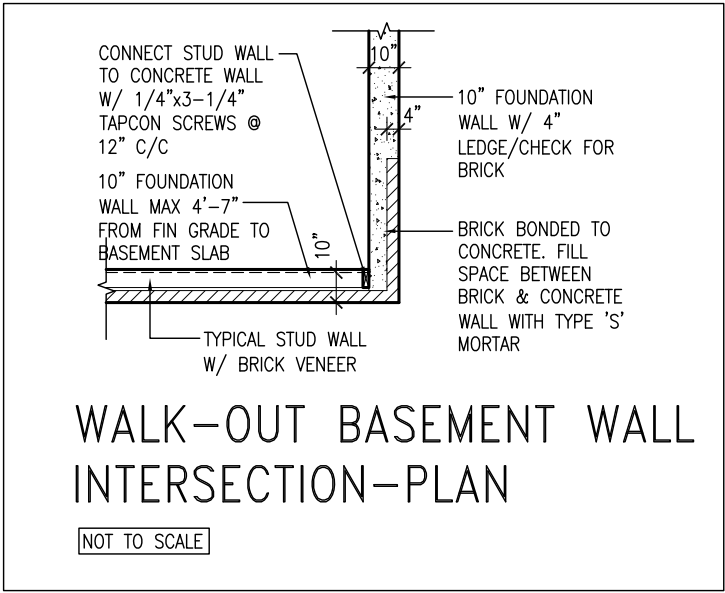 CONNECT STUD WALL
TO CONCRETE WALL
W/ 1/4"x3-1/4"
TAPCON SCREWS @
12" C/C
10" FOUNDATION
WALL MAX 4'-7"
FROM FIN GRADE TO
BASEMENT SLAB
10"
10"
4"
10" FOUNDATION
WALL W/ 4"
LEDGE/CHECK FOR
BRICK
BRICK BONDED TO
CONCRETE. FILL
SPACE BETWEEN
BRICK & CONCRETE
WALL WITH TYPE 'S'
MORTAR
TYPICAL STUD WALL
W/ BRICK VENEER
WALK-OUT BASEMENT WALL
INTERSECTION-PLAN
NOT TO SCALE